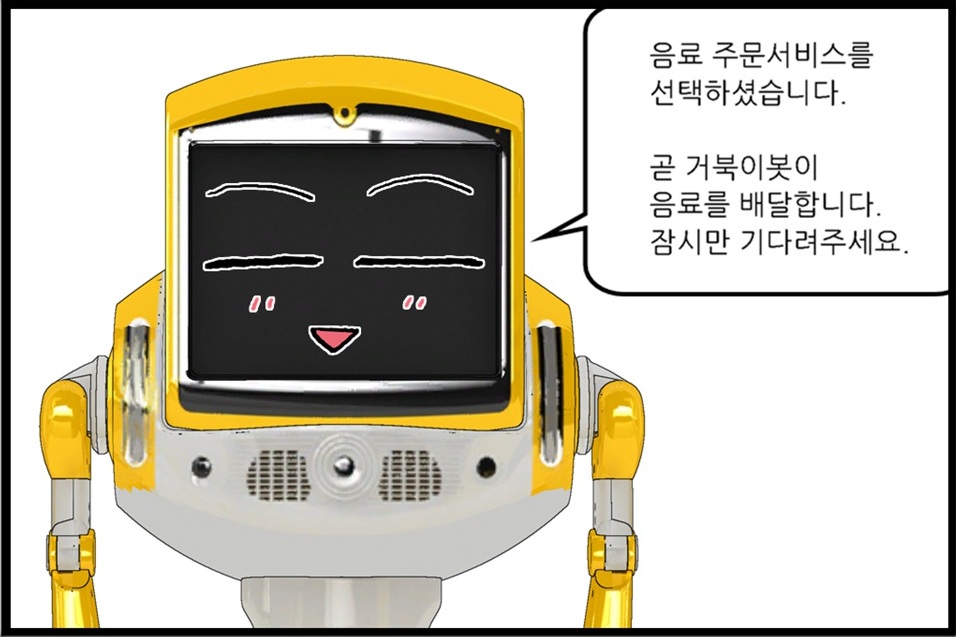 음료 주문서비스를
선택하셨습니다.
곧 거북이봇이
음료를 배달합니다.
잠시만 기다려주세요.